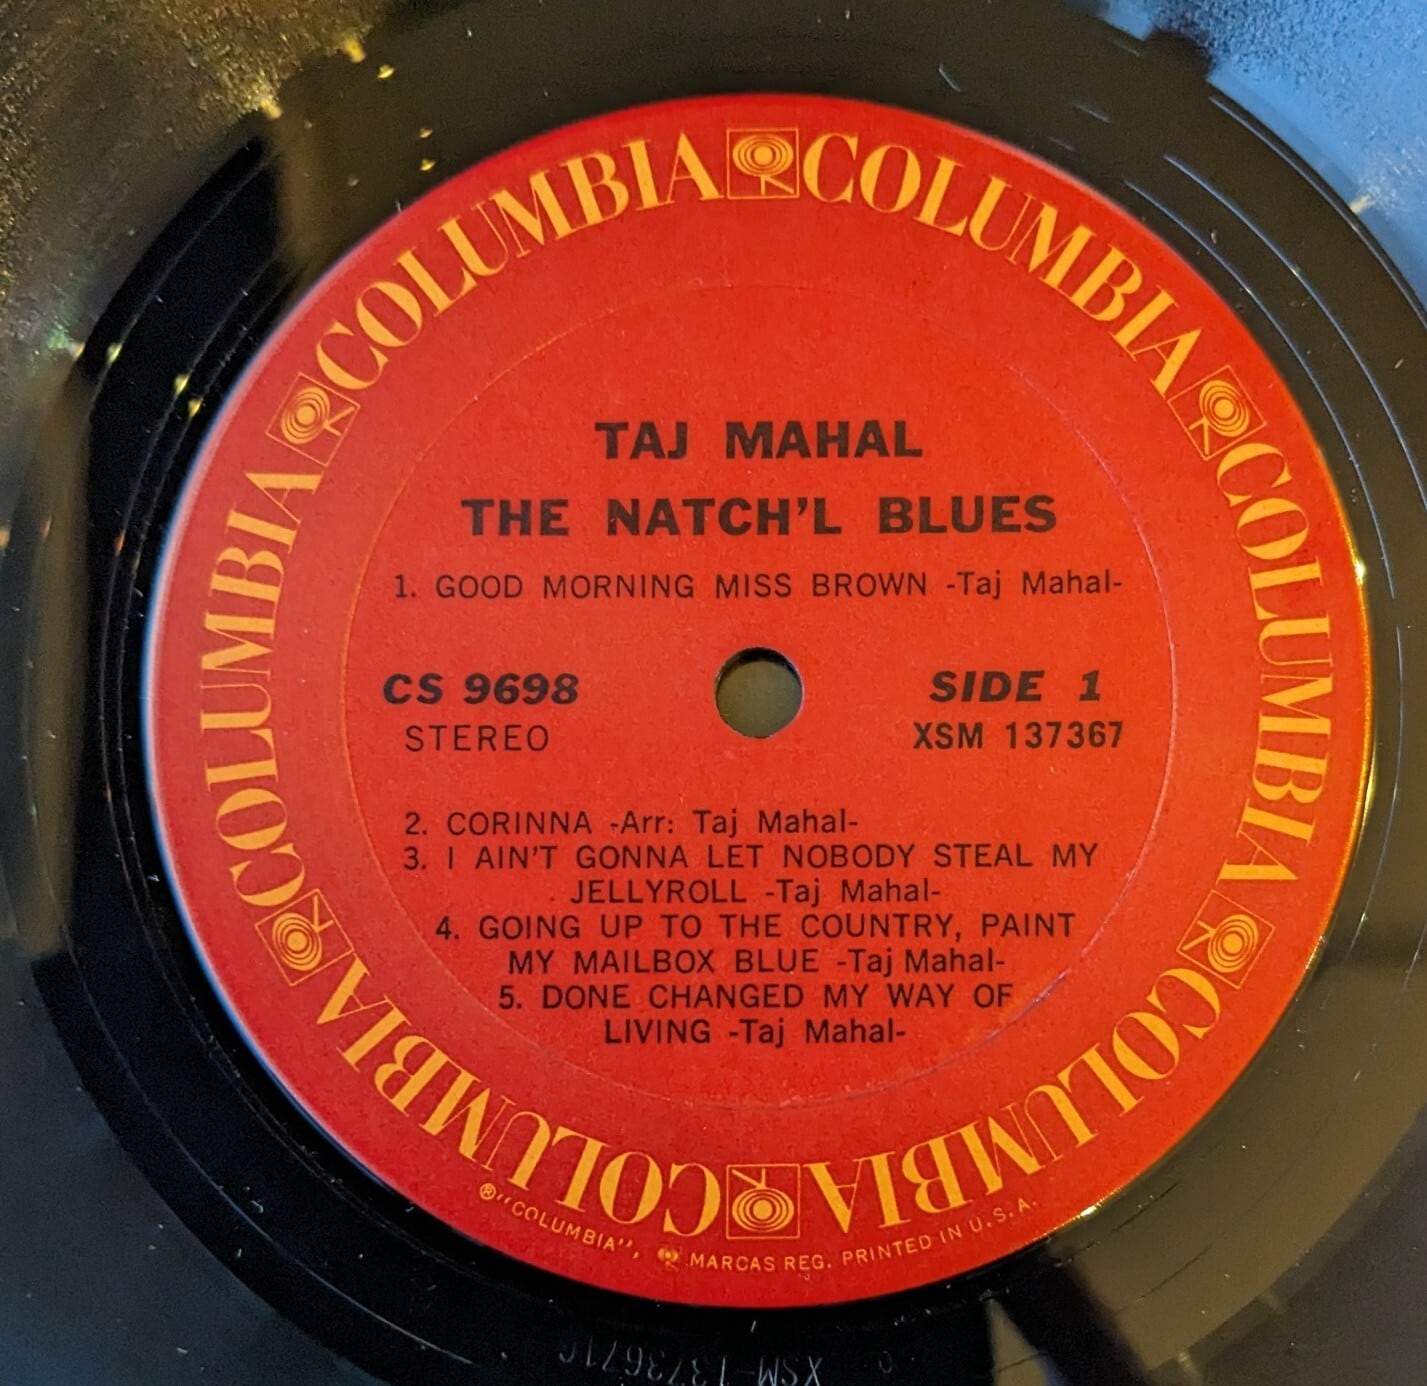 COLUMBIA COLUMBIA COLUMBIA COLUMBIA COLUMBIA COLUMBIA
TAJ MAHAL
THE NATCH'L BLUES
1. GOOD MORNING MISS BROWN -Taj Mahal-
CS 9698
STEREO
SIDE 1
XSM 137367
2. CORINNA -Arr: Taj Mahal-
3. I AIN'T GONNA LET NOBODY STEAL MY
JELLYROLL -Taj Mahal-
4. GOING UP TO THE COUNTRY, PAINT
MY MAILBOX BLUE -Taj Mahal-
5. DONE CHANGED MY WAY OF
LIVING -Taj Mahal-
® "COLUMBIA", MARCAS REG. PRINTED IN U.S.A.